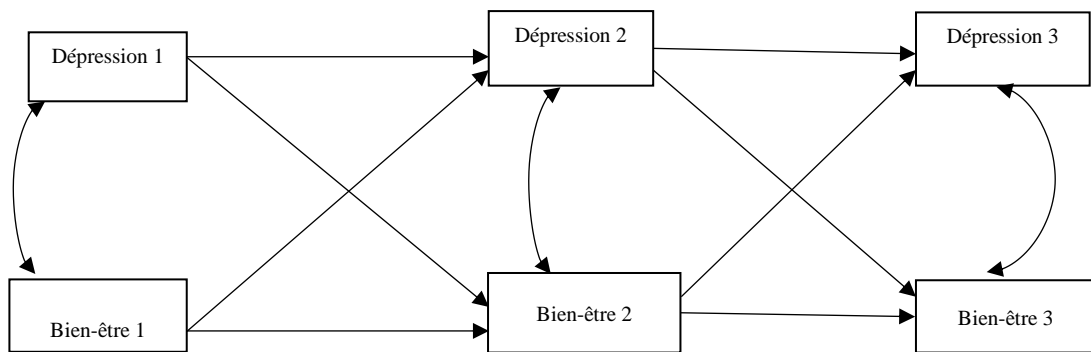 Dépression 1
Dépression 2
Dépression 3
Bien-être 1
Bien-être 2
Bien-être 3